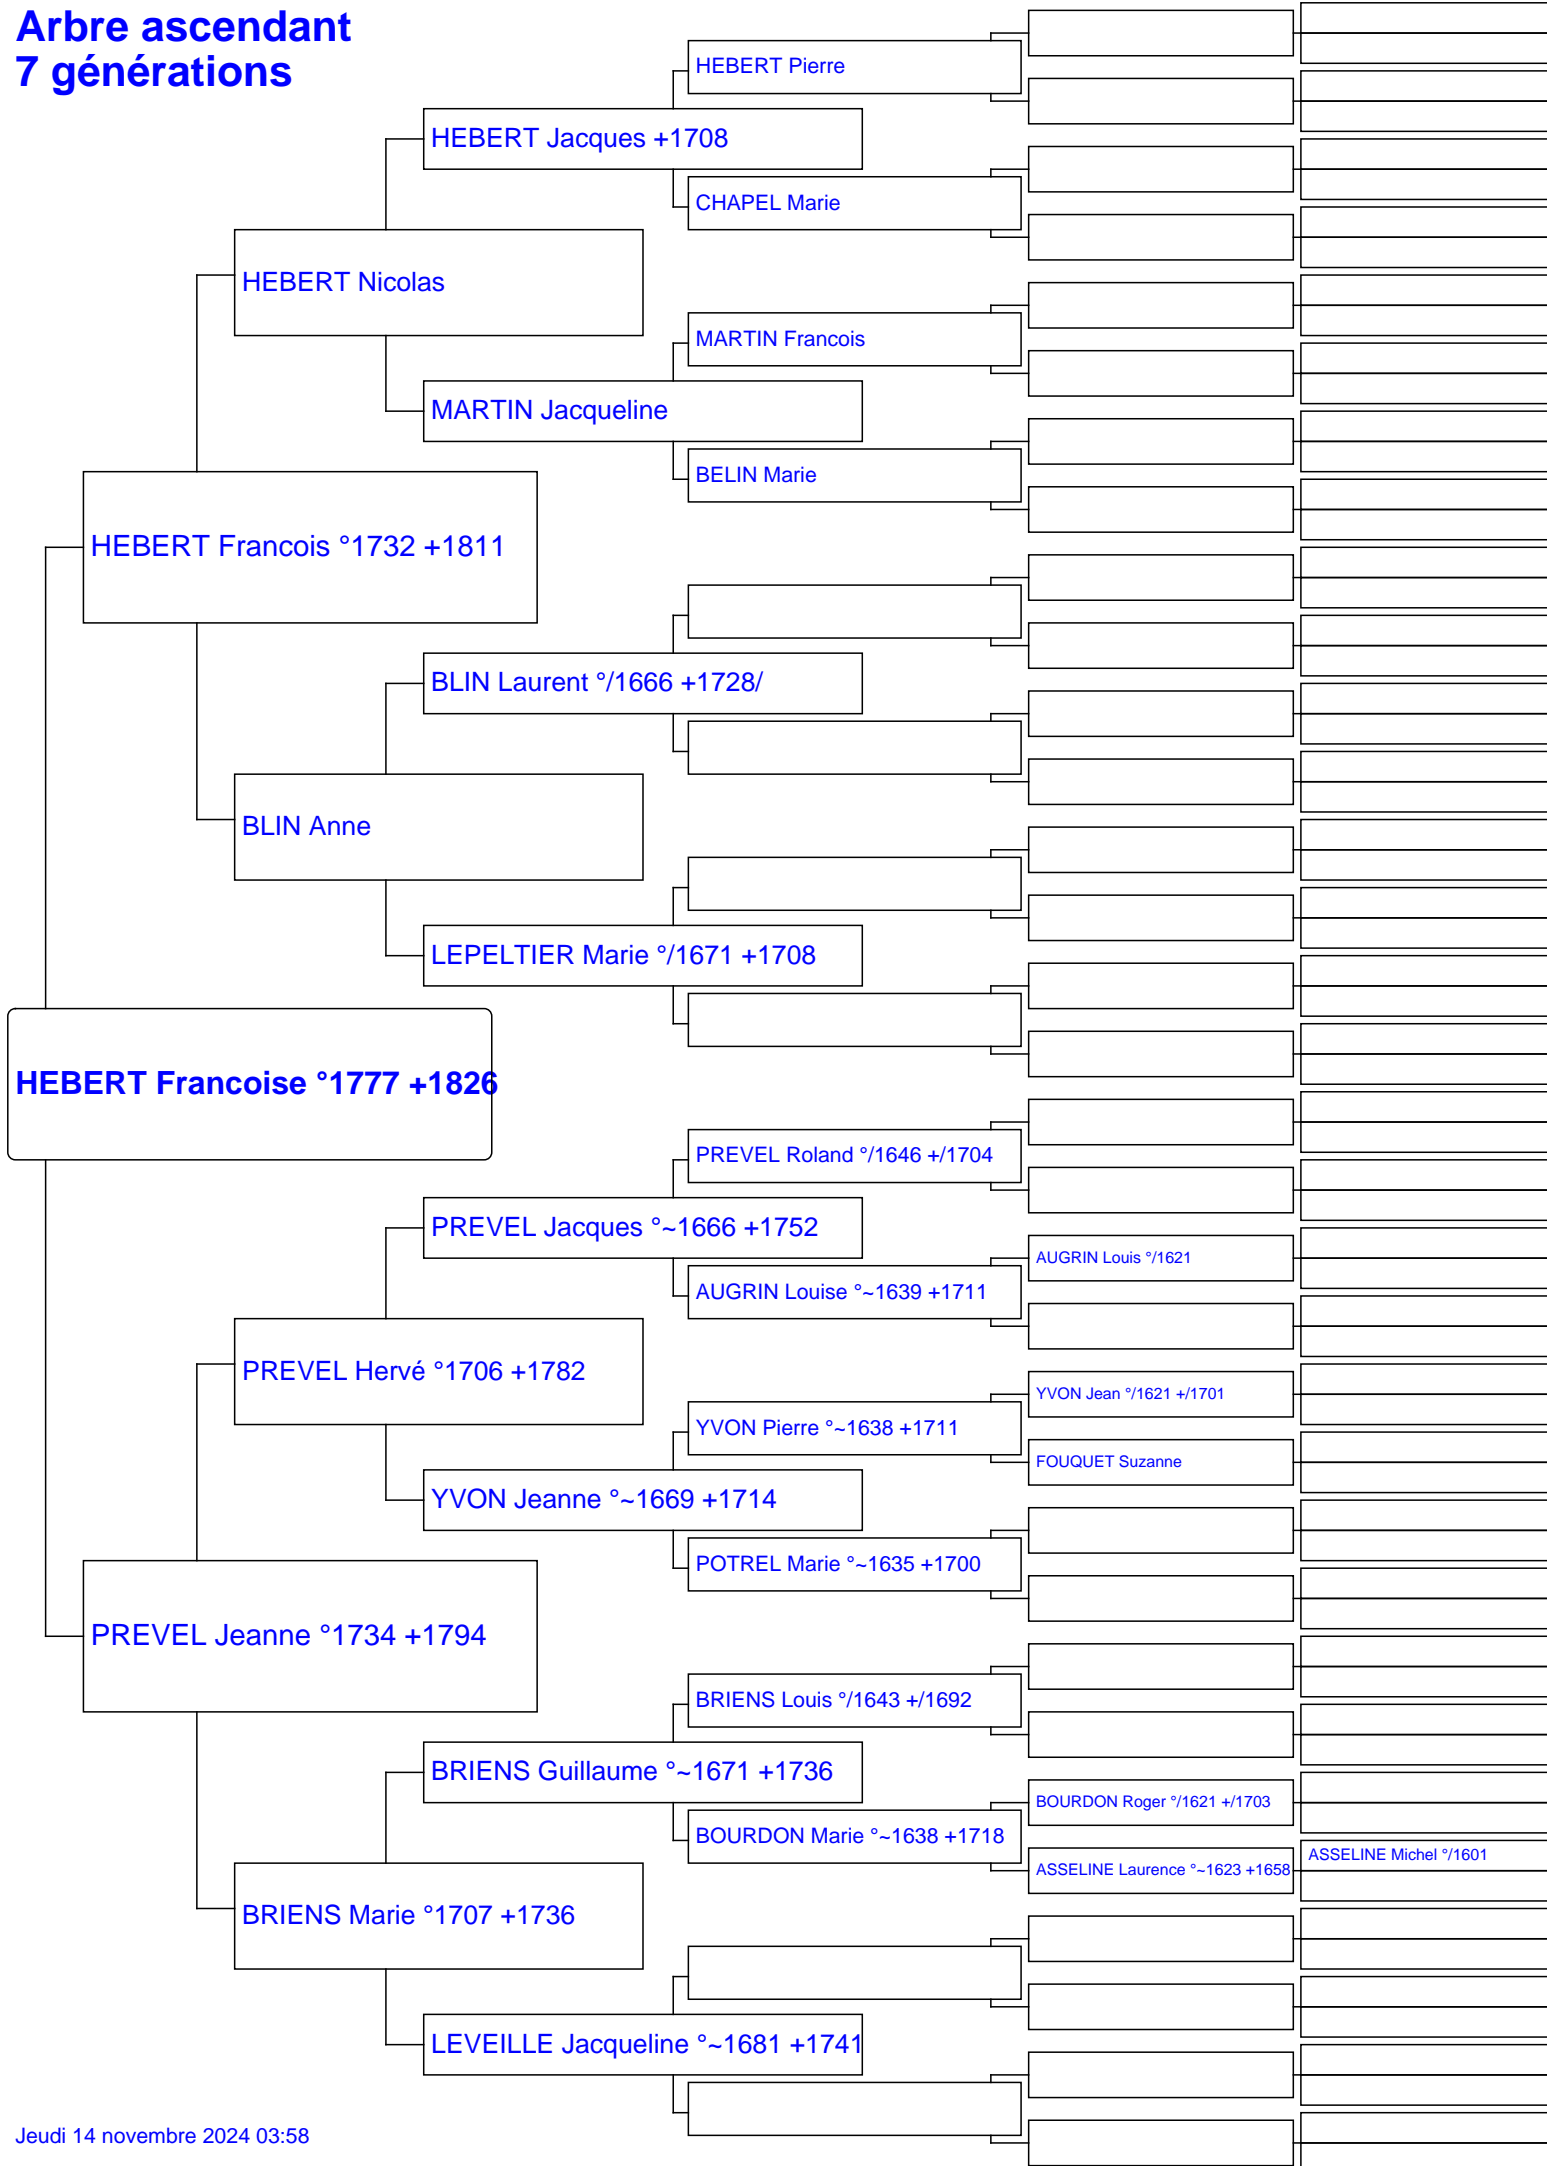 Arbre ascendant
7 générations
HEBERT Pierre
HEBERT Jacques +1708
CHAPEL Marie
HEBERT Nicolas
MARTIN Francois
MARTIN Jacqueline
BELIN Marie
HEBERT Francois °1732 +1811
BLIN Laurent °/1666 +1728/
BLIN Anne
LEPELTIER Marie °/1671 +1708
HEBERT Francoise °1777 +1826
PREVEL Roland °/1646 +/1704
PREVEL Jacques °~1666 +1752
AUGRIN Louis °/1621
AUGRIN Louise °~1639 +1711
PREVEL Hervé °1706 +1782
YVON Jean °/1621 +/1701
YVON Pierre °~1638 +1711
FOUQUET Suzanne
YVON Jeanne °~1669 +1714
POTREL Marie °~1635 +1700
PREVEL Jeanne °1734 +1794
BRIENS Louis °/1643 +/1692
BRIENS Guillaume °~1671 +1736
BOURDON Roger °/1621 +/1703
BOURDON Marie °~1638 +1718
ASSELINE Michel °/1601
ASSELINE Laurence °~1623 +1658
BRIENS Marie °1707 +1736
LEVEILLE Jacqueline °~1681 +1741
Jeudi 14 novembre 2024 03:58